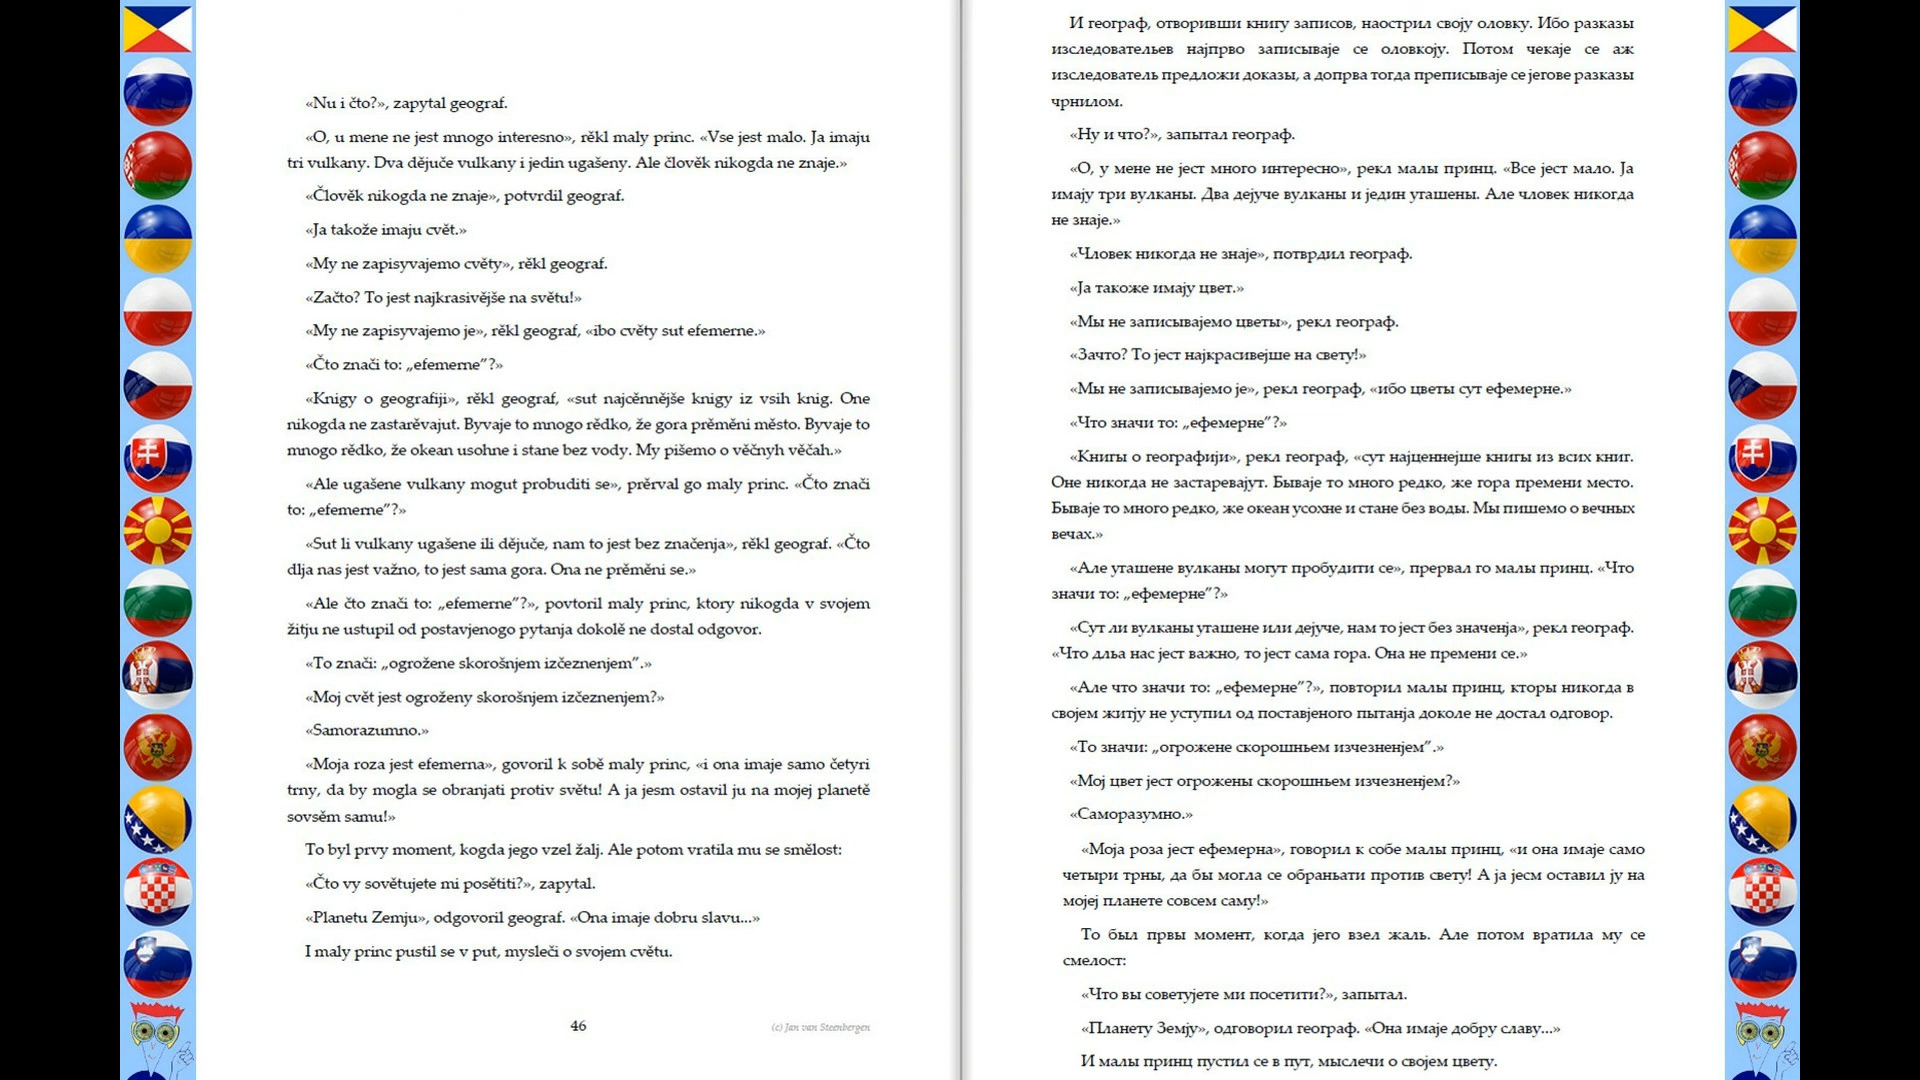 «Nu i čto?», zapytal geograf.
«O, u mene ne jest mnogo interesno», rěkl maly princ. «Vse jest malo. Ja imaju
tri vulkany. Dva dějuče vulkany i jedin ugašeny. Ale člověk nikogda ne znaje.»
«Člověk nikogda ne znaje», potvrdil geograf.
«Ja takože imaju cvět.»
«My ne zapisyvajemo cvěty», rěkl geograf.
«Začto? To jest najkrasivějše na světu!»
«My ne zapisyvajemo je», rěkl geograf, «ibo cvěty sut efemerne.»
«Čto znači to: „efemerne”?»
«Knigy o geografiji», rěkl geograf, «sut najcěnnějše knigy iz vsih knig. One
nikogda ne zastarěvajut. Byvaje to mnogo rědko, že gora prěměni město. Byvaje to
mnogo rědko, že okean usohne i stane bez vody. My pišemo o věčnyh věčah.»
«Ale ugašene vulkany mogut probuditi se», prěrval go maly princ. «Čto znači
to: „efemerne”?»
«Sut li vulkany ugašene ili dějuče, nam to jest bez značenja», rěkl geograf. «Čto
dlja nas jest važno, to jest sama gora. Ona ne prěměni se.»
«Ale čto znači to: „efemerne”?», povtoril maly princ, ktory nikogda v svojem
žitju ne ustupil od postavjenogo pytanja dokolě ne dostal odgovor.
«To znači: „ogrožene skorošnjem izčeznenjem”.»
«Moj cvět jest ogroženy skorošnjem izčeznenjem?»
«Samorazumno.»
«Moja roza jest efemerna», govoril k sobě maly princ, «i ona imaje samo četyri
trny, da by mogla se obranjati protiv světu! A ja jesm ostavil ju na mojej planetě
sovsěm samu!»
To byl prvy moment, kogda jego vzel žalj. Ale potom vratila mu se smělost:
«Čto vy sovětujete mi posětiti?», zapytal.
«Planetu Zemju», odgovoril geograf. «Ona imaje dobru slavu...»
I maly princ pustil se v put, mysleči o svojem cvětu.
46
(c) Jan van Steenbergen
И географ, отворивши книгу записов, наострил своју оловку. Ибо разказы
изследовательев најпрво записываје се оловкоју. Потом чекаје се аж
изследователь предложи доказы, а допрва тогда преписываје се јегове разказы
чрнилом.
«Ну и что?», запытал географ.
«О, у мене не јест много интересно», рекл малы принц. «Все јест мало. Ја
имају три вулканы. Два дејуче вулканы и једин угашены. Але чловек никогда
не знаје.»
«Чловек никогда не знаје», потврдил географ.
«Ја такоже имају цвет.»
«Мы не записывајемо цветы», рекл географ.
«Зачто? То јест најкрасивејше на свету!»
«Мы не записывајемо је», рекл географ, «ибо цветы сут ефемерне.»
«Что значи то: „ефемерне”?»
«Книгы о географији», рекл географ, «сут најценнејше книгы из всих книг.
Оне никогда не застаревајут. Бываје то много редко, же гора премени место.
Бываје то много редко, же океан усохне и стане без воды. Мы пишемо о вечных
вечах.»
«Але угашене вулканы могут пробудити се», прервал го малы принц. «Что
значи то: „ефемерне”?»
«Сут ли вулканы угашене или дејуче, нам то јест без значенја», рекл географ.
«Что дльа нас јест важно, то јест сама гора. Она не премени се.»
«Але что значи то: „ефемерне”?», повторил малы принц, кторы никогда в
својем житју не уступил од поставјеного пытанја доколе не достал одговор.
«То значи: „огрожене скорошњем изчезненјем”.»
«Мој цвет јест огрожены скорошњем изчезненјем?»
«Саморазумно.»
«Моја роза јест ефемерна», говорил к собе малы принц, «и она имаје само
четыри трны, да бы могла се обраньати против свету! А ја јесм оставил ју на
мојеј планете совсем саму!»
То был првы момент, когда јего взел жаль. Але потом вратила му се
смелост:
«Что вы советујете ми посетити?», запытал.
«Планету Земју», одговорил географ. «Она имаје добру славу...»
И малы принц пустил се в пут, мыслечи о својем цвету.